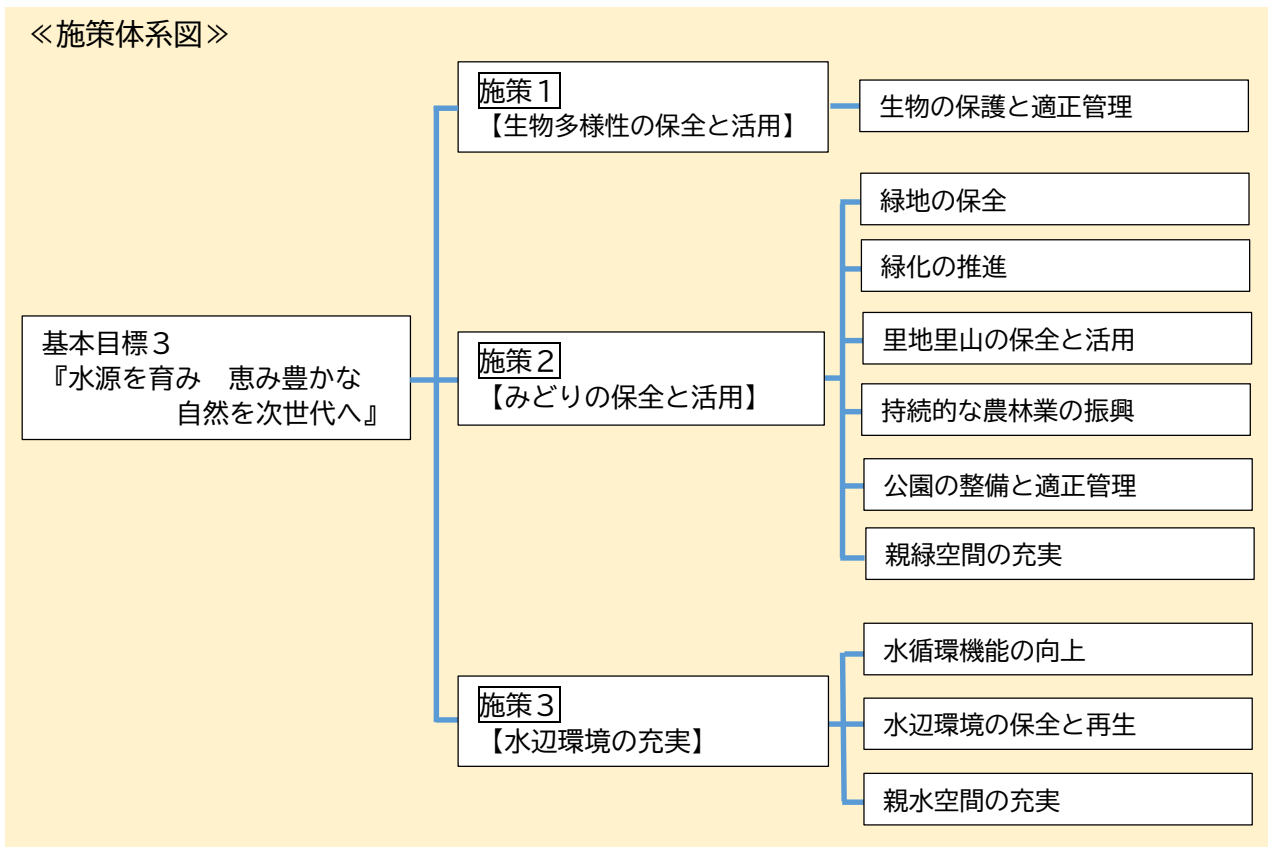 ≪施策体系図≫
基本目標３
『水源を育み　恵み豊かな
自然を次世代へ』
施策１
【生物多様性の保全と活用】
生物の保護と適正管理
施策２
【みどりの保全と活用】
緑地の保全
緑化の推進
里地里山の保全と活用
持続的な農林業の振興
公園の整備と適正管理
親緑空間の充実
施策３
【水辺環境の充実】
水循環機能の向上
水辺環境の保全と再生
親水空間の充実